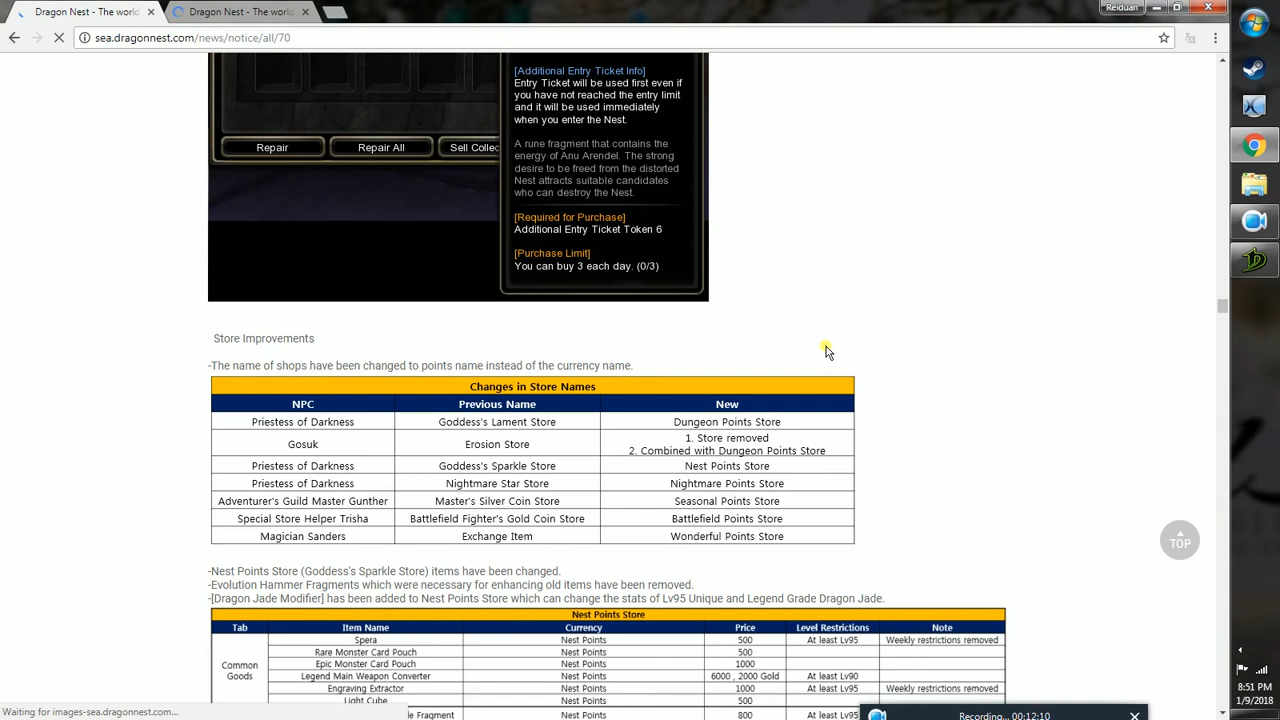 Dragon Nest - The world
Dragon Nest - The world
Reiduan
sea.dragonnest.com/news/notice/all/70
[Additional Entry Ticket Info]
Entry Ticket will be used first even if
you have not reached the entry limit
and it will be used immediately
when you enter the Nest.
A rune fragment that contains the
energy of Anu Arendel. The strong
desire to be freed from the distorted
Nest attracts suitable candidates
who can destroy the Nest.
Repair
Repair All
Sell Collec
[Required for Purchase]
Additional Entry Ticket Token 6
[Purchase Limit]
You can buy 3 each day. (0/3)
Store Improvements
-The name of shops have been changed to points name instead of the currency name.
Changes in Store Names
NPC Previous Name New
Priestess of Darkness Goddess's Lament Store Dungeon Points Store
Gosuk Erosion Store 1. Store removed
2. Combined with Dungeon Points Store
Priestess of Darkness Goddess's Sparkle Store Nest Points Store
Priestess of Darkness Nightmare Star Store Nightmare Points Store
Adventurer's Guild Master Gunther Master's Silver Coin Store Seasonal Points Store
Special Store Helper Trisha Battlefield Fighter's Gold Coin Store Battlefield Points Store
Magician Sanders Exchange Item Wonderful Points Store
TOP
-Nest Points Store (Goddess's Sparkle Store) items have been changed.
-Evolution Hammer Fragments which were necessary for enhancing old items have been removed.
-[Dragon Jade Modifier] has been added to Nest Points Store which can change the stats of Lv95 Unique and Legend Grade Dragon Jade.
Nest Points Store
Tab Item Name Currency Price Level Restrictions Note
Common
Goods
Spera Nest Points 500 At least Lv95 Weekly restrictions removed
Rare Monster Card Pouch Nest Points 500
Epic Monster Card Pouch Nest Points 1000
Legend Main Weapon Converter Nest Points 6000 , 2000 Gold At least Lv90
Engraving Extractor Nest Points 1000 At least Lv95 Weekly restrictions removed
Light Cube Nest Points 500
le Fragment Nest Points 800 At least Lv95 Weekly restrictions removed
Waiting for images-sea.dragonnest.com...
Recording... 00:12:10
8:51 PM
1/9/2018